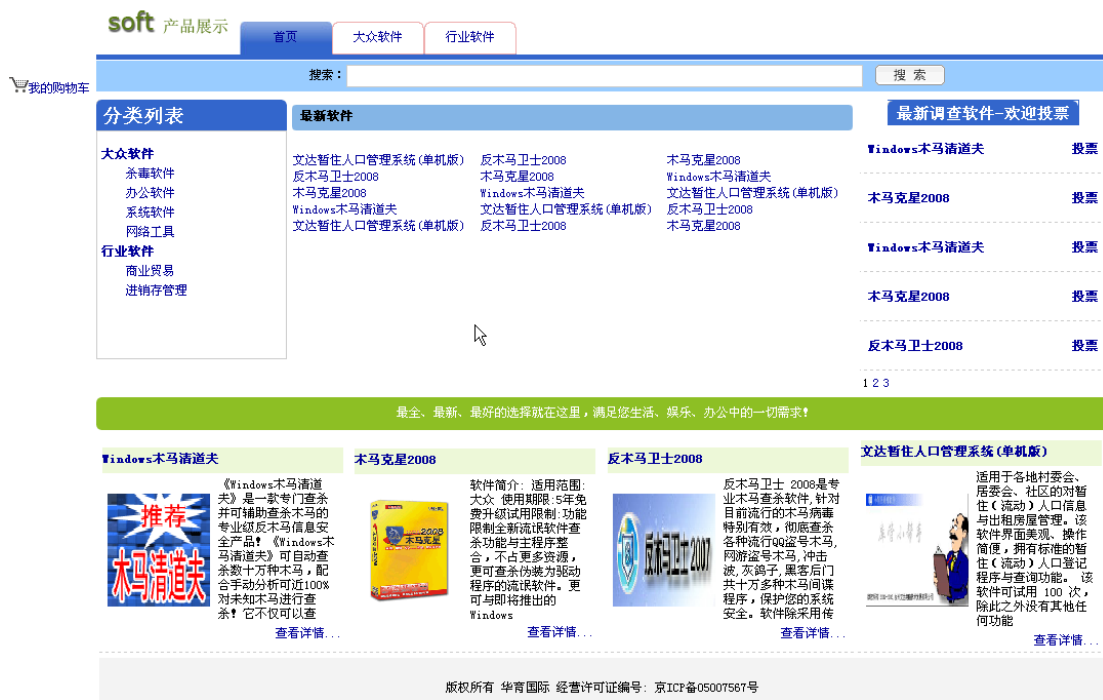 soft 产品展示
首页 大众软件 行业软件
我的购物车
搜索： 搜 索
分类列表
大众软件
杀毒软件
办公软件
系统软件
网络工具
行业软件
商业贸易
进销存管理
最新软件
文达暂住人口管理系统(单机版) 反木马卫士2008 木马克星2008
反木马卫士2008 木马克星2008 Windows木马清道夫
木马克星2008 Windows木马清道夫 文达暂住人口管理系统(单机版)
Windows木马清道夫 文达暂住人口管理系统(单机版) 反木马卫士2008
文达暂住人口管理系统(单机版) 反木马卫士2008 木马克星2008
最新调查软件-欢迎投票
Windows木马清道夫 投票
木马克星2008 投票
Windows木马清道夫 投票
木马克星2008 投票
反木马卫士2008 投票
1 2 3
最全、最新、最好的选择就在这里，满足您生活、娱乐、办公中的一切需求！
Windows木马清道夫
推荐
木马清道夫
《Windows木马清道
夫》是一款专门查杀
并可辅助查杀木马的
专业级反木马信息安
全产品！《Windows木
马清道夫》可自动查
杀数十万种木马，配
合手动分析可近100%
对未知木马进行查
杀！它不仅可以查
查看详情...
木马克星2008
2008
木马克星
软件简介: 适用范围:
大众 使用期限:5年免
费升级试用限制:功能
限制全新流氓软件查
杀功能与主程序整
合，不占更多资源，
更可查杀伪装为驱动
程序的流氓软件。更
可与即将推出的
Windows
查看详情...
反木马卫士2008
反木马卫士2007
反木马卫士 2008是专
业木马查杀软件,针对
目前流行的木马病毒
特别有效，彻底查杀
各种流行QQ盗号木马,
网游盗号木马,冲击
波,灰鸽子,黑客后门
共十万多种木马间谍
程序，保护您的系统
安全。软件除采用传
查看详情...
文达暂住人口管理系统(单机版)
适用于各地村委会、
居委会、社区的对暂
住（流动）人口信息
与出租房屋管理。该
软件界面美观、操作
简便，拥有标准的暂
住（流动）人口登记
程序与查询功能。 该
软件可试用 100 次，
除此之外没有其他任
何功能
查看详情...
版权所有 华育国际 经营许可证编号: 京ICP备05007567号